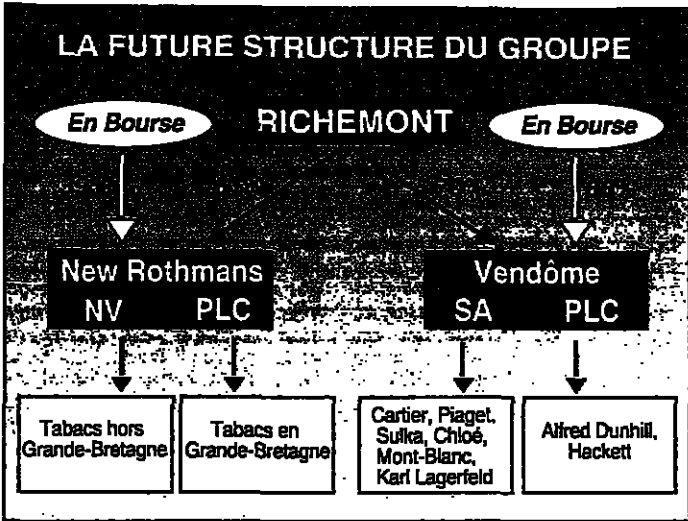 LA FUTURE STRUCTURE DU GROUPE
En Bourse
RICHEMONT
En Bourse
New Rothmans
NV PLC
Vendôme
SA PLC
Tabacs hors
Grande-Bretagne
Tabacs en
Grande-Bretagne
Cartier, Piaget,
Sulka, Chloé,
Mont-Blanc,
Karl Lagerfeld
Alfred Dunhill,
Hackett